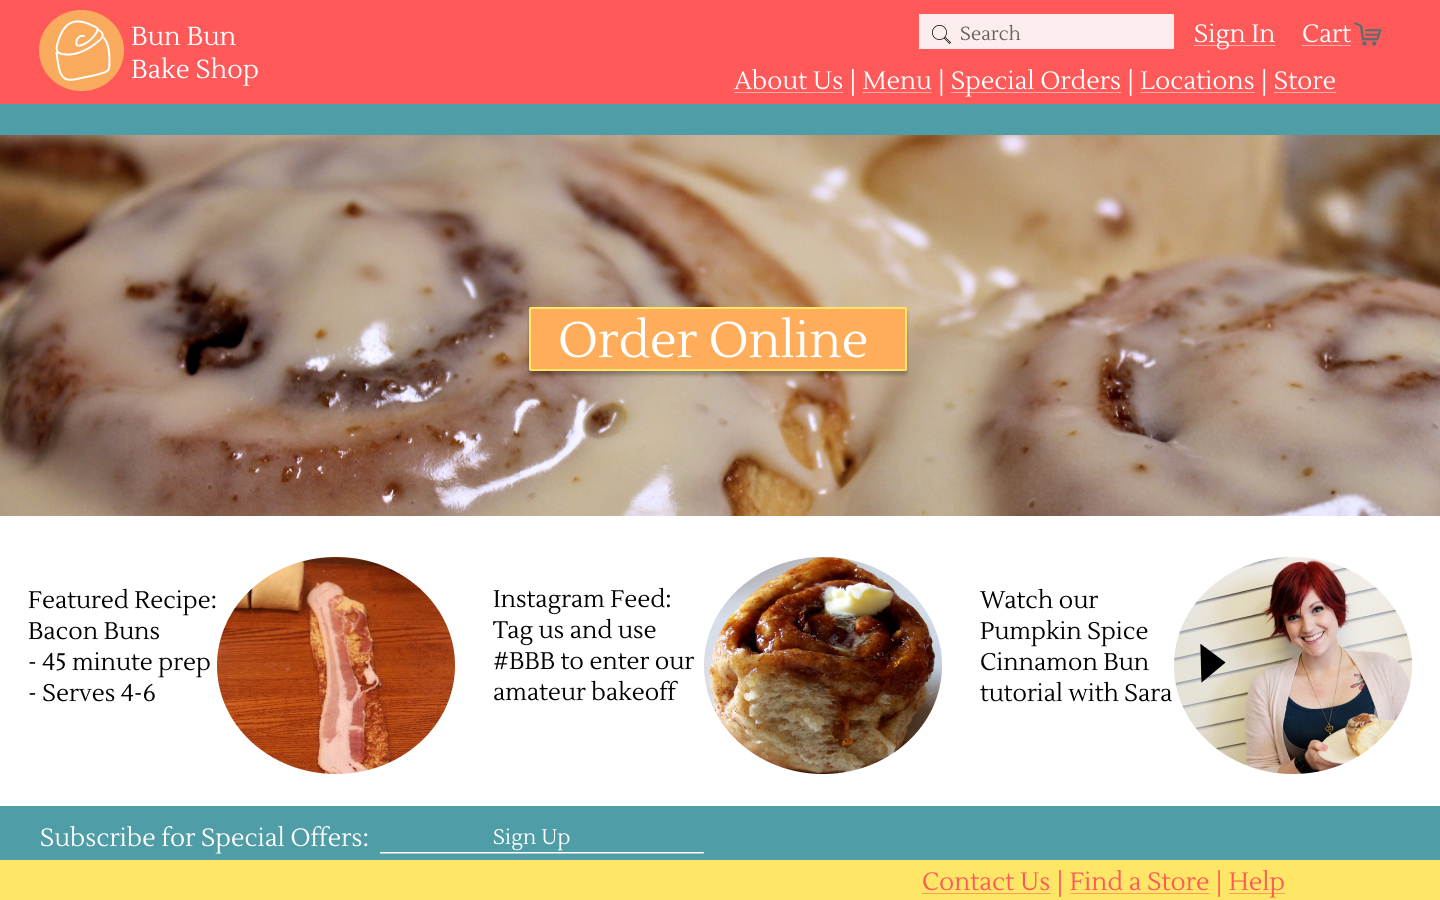 Bun Bun
Bake Shop
Search
Sign In
Cart
About Us | Menu | Special Orders | Locations | Store
Order Online
Featured Recipe:
Bacon Buns
- 45 minute prep
- Serves 4-6
Instagram Feed:
Tag us and use
#BBB to enter our
amateur bakeoff
Watch our
Pumpkin Spice
Cinnamon Bun
tutorial with Sara
Subscribe for Special Offers:
Sign Up
Contact Us | Find a Store | Help